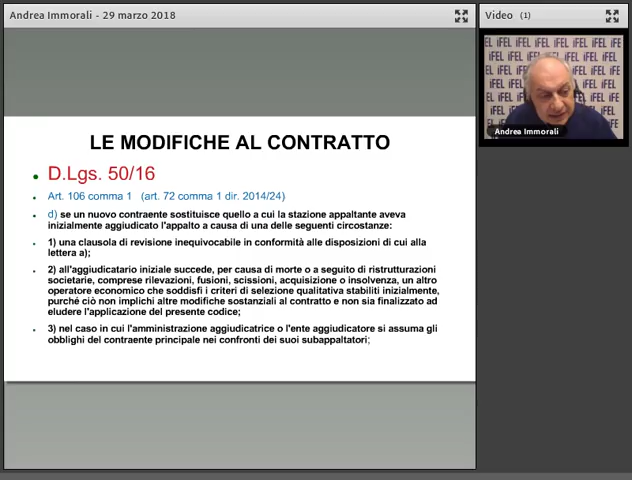 Andrea Immorali - 29 marzo 2018
Video (1)
IFEL IFEL IFEL IFEL
Andrea Immorali
LE MODIFICHE AL CONTRATTO
D.Lgs. 50/16
Art. 106 comma 1 (art. 72 comma 1 dir. 2014/24)
d) se un nuovo contraente sostituisce quello a cui la stazione appaltante aveva
inizialmente aggiudicato l'appalto a causa di una delle seguenti circostanze:
1) una clausola di revisione inequivocabile in conformità alle disposizioni di cui alla
lettera a);
2) all'aggiudicatario iniziale succede, per causa di morte o a seguito di ristrutturazioni
societarie, comprese rilevazioni, fusioni, scissioni, acquisizione o insolvenza, un altro
operatore economico che soddisfi i criteri di selezione qualitativa stabiliti inizialmente,
purché ciò non implichi altre modifiche sostanziali al contratto e non sia finalizzato ad
eludere l'applicazione del presente codice;
3) nel caso in cui l'amministrazione aggiudicatrice o l'ente aggiudicatore si assuma gli
obblighi del contraente principale nei confronti dei suoi subappaltatori;